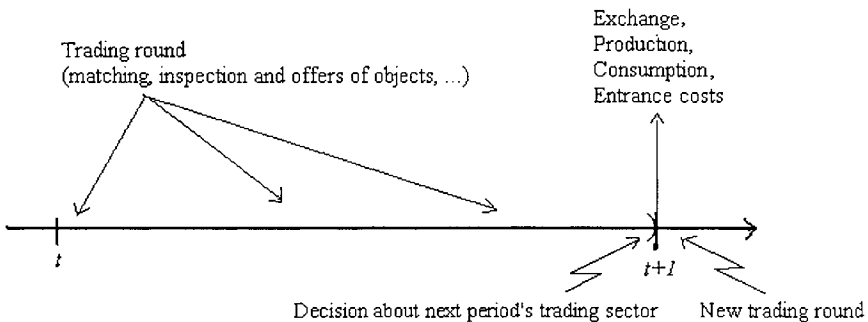 Exchange,
Production,
Consumption,
Entrance costs
Trading round
(matching, inspection and offers of objects, ...)
t
t+1
Decision about next period's trading sector
New trading round